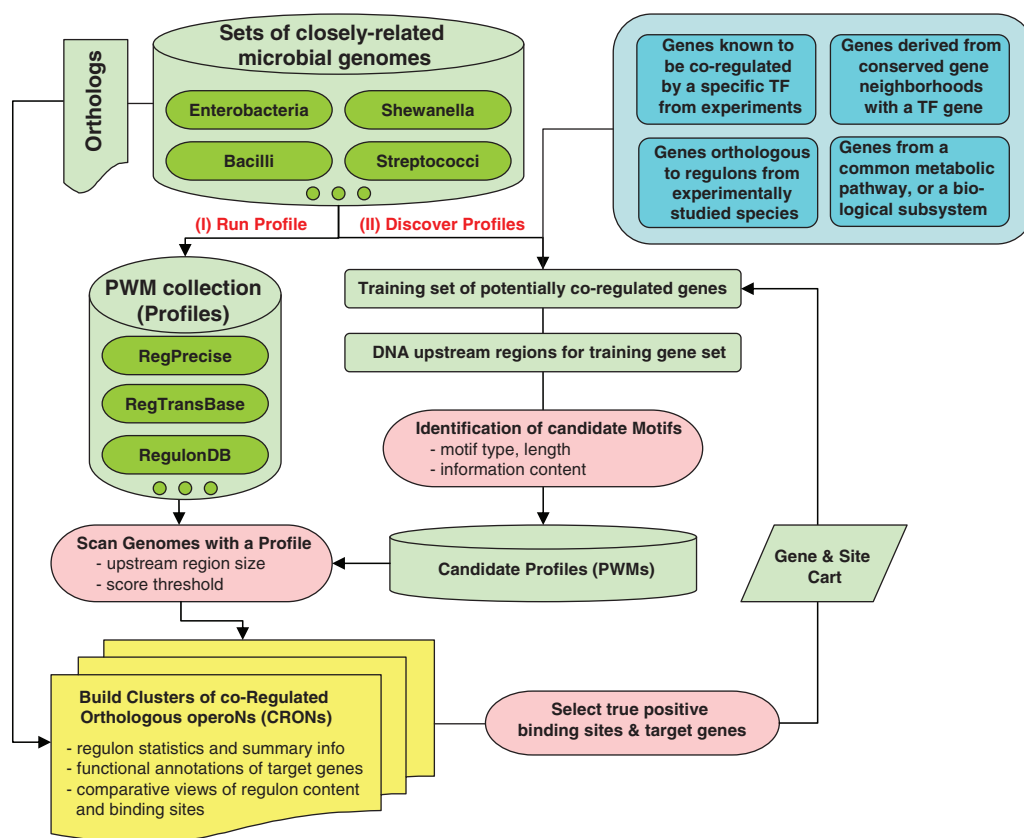 Orthologs
Sets of closely-related
microbial genomes
Enterobacteria
Shewanella
Bacilli
Streptococci
Genes known to
be co-regulated
by a specific TF
from experiments
Genes derived from
conserved gene
neighborhoods
with a TF gene
Genes orthologous
to regulons from
experimentally
studied species
Genes from a
common metabolic
pathway, or a bio-
logical subsystem
(I) Run Profile
(II) Discover Profiles
PWM collection
(Profiles)
RegPrecise
RegTransBase
RegulonDB
Training set of potentially co-regulated genes
DNA upstream regions for training gene set
Identification of candidate Motifs
- motif type, length
- information content
Scan Genomes with a Profile
- upstream region size
- score threshold
Candidate Profiles (PWMs)
Gene & Site
Cart
Build Clusters of co-Regulated
Orthologous operoNs (CRONs)
- regulon statistics and summary info
- functional annotations of target genes
- comparative views of regulon content
and binding sites
Select true positive
binding sites & target genes